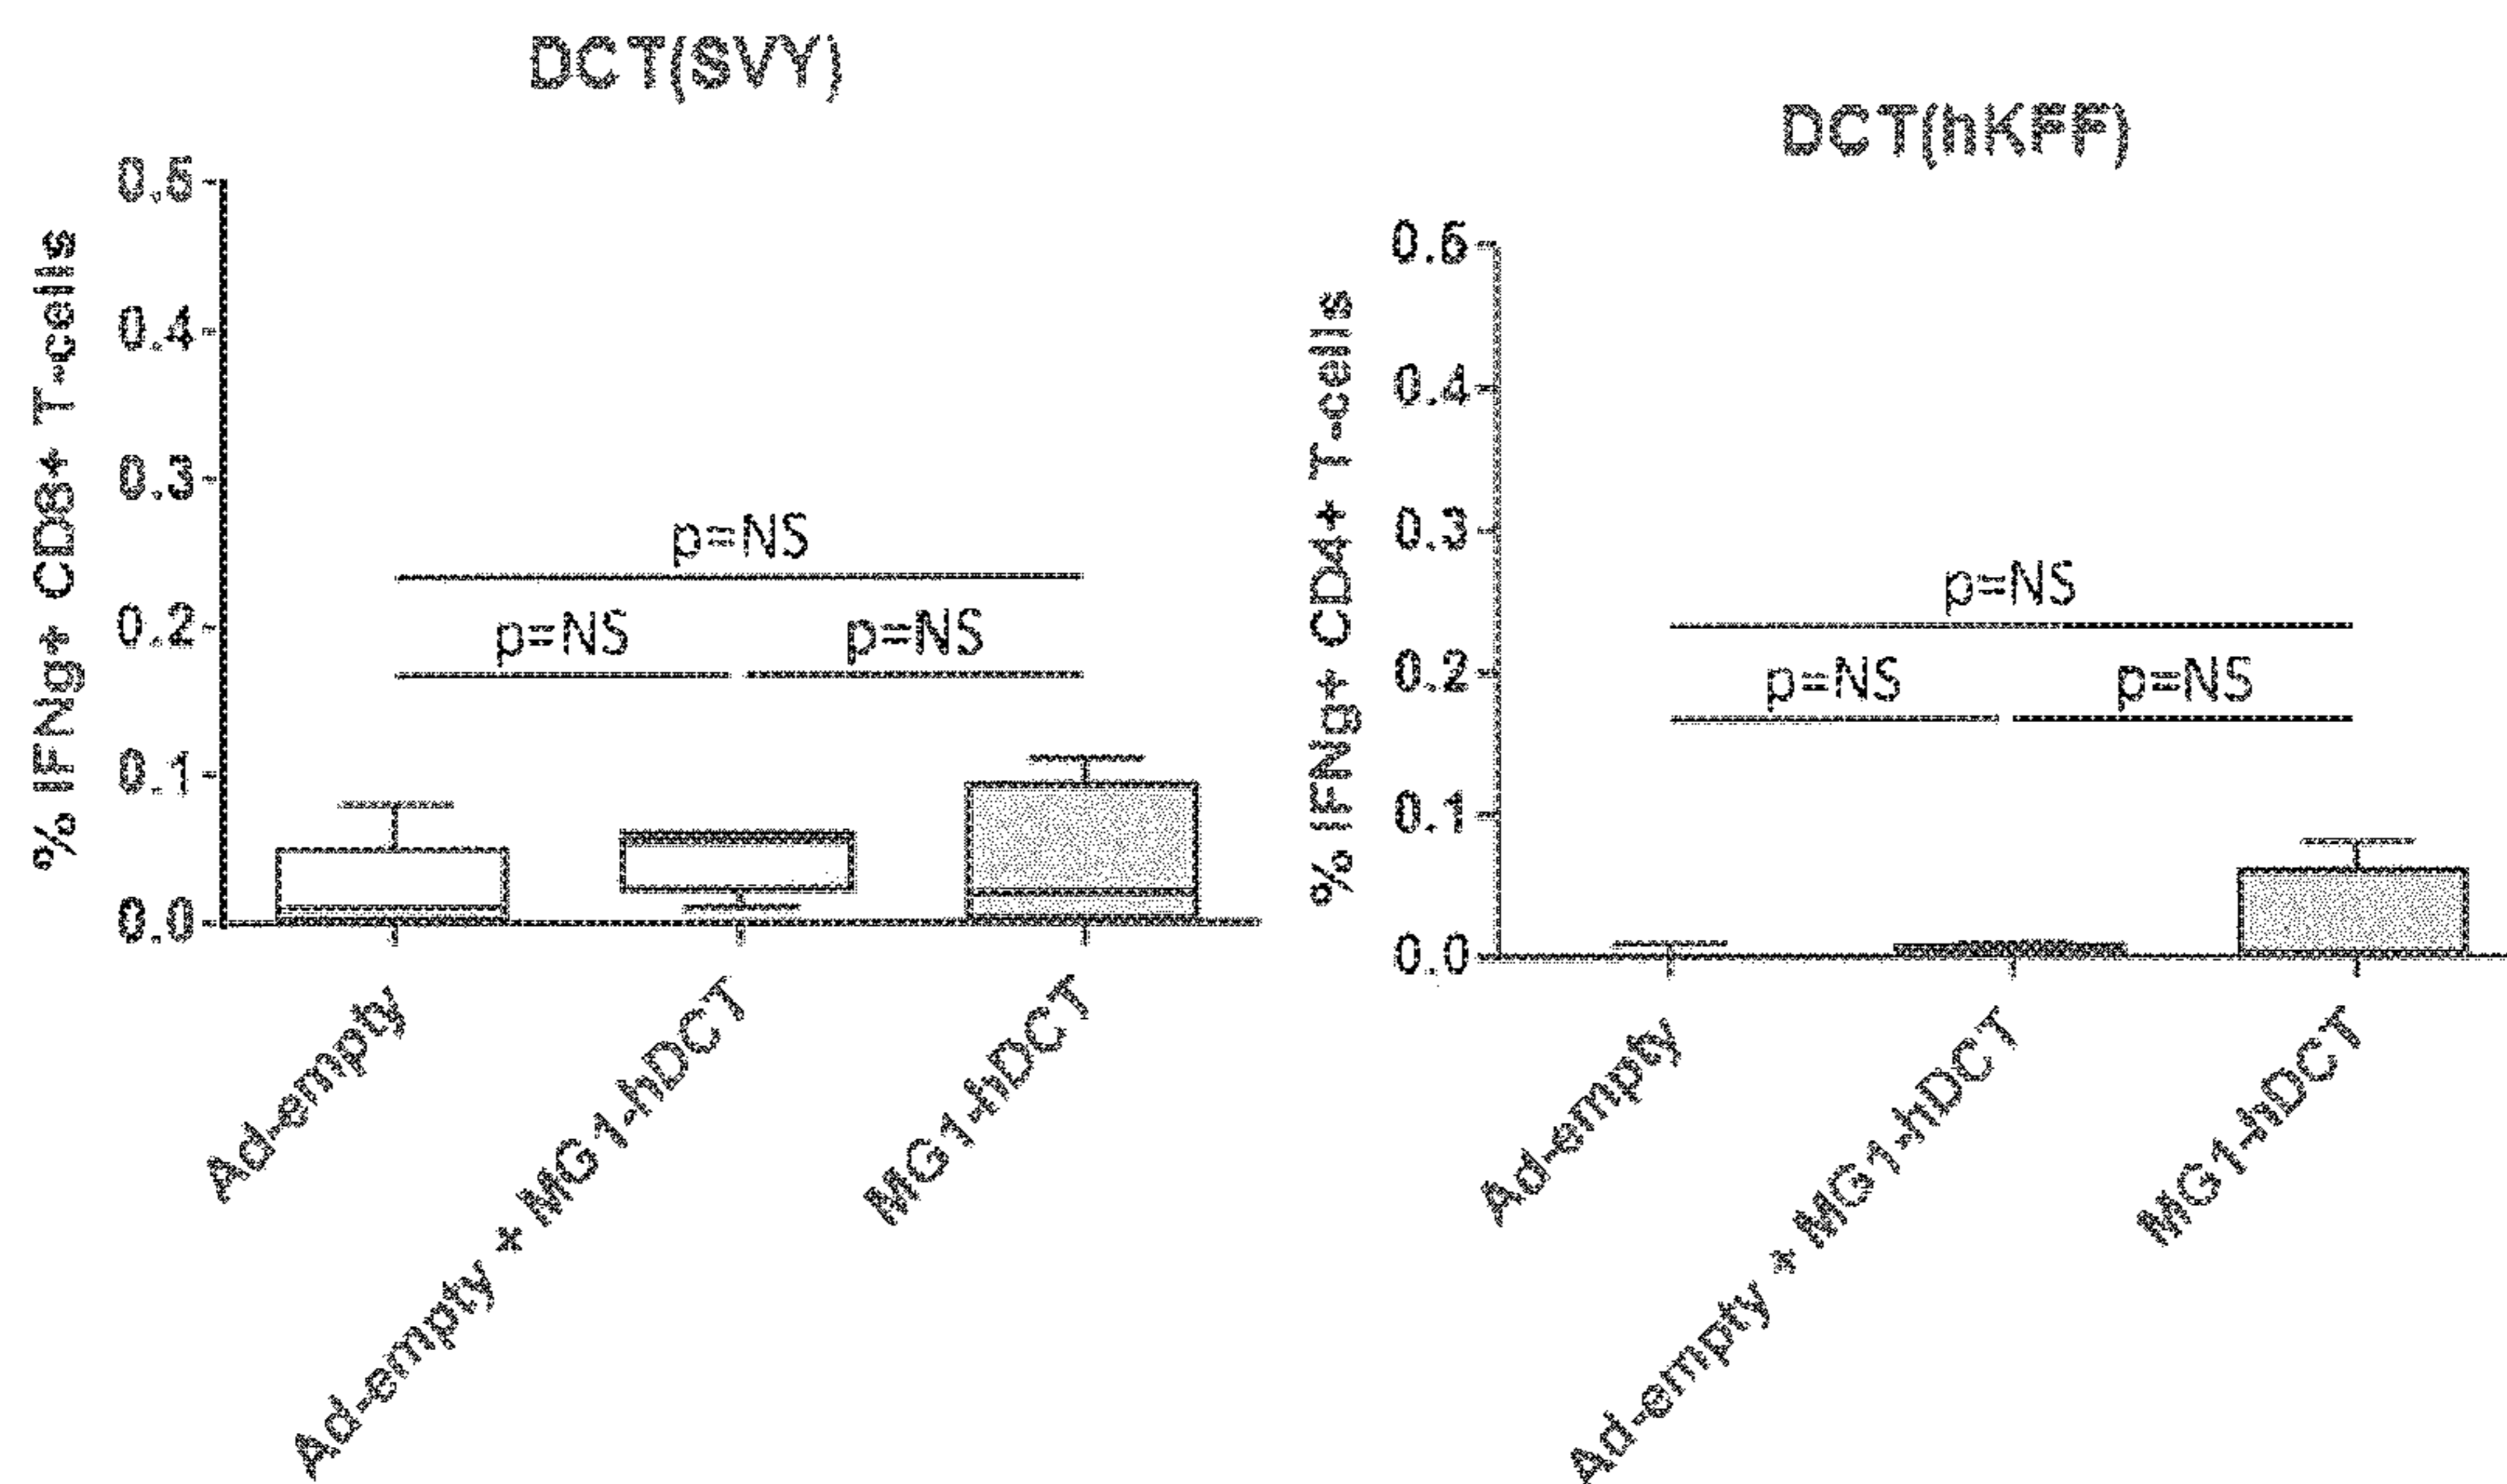 DCT(SVY)
% IFNg+ CD8+ T-cells
0.5
0.4
0.3
0.2
0.1
0.0
p=NS
p=NS p=NS
Ad-empty
Ad-empty + MG1-hDCT
MG1-hDCT
DCT(hKFF)
% IFNg+ CD4+ T-cells
0.5
0.4
0.3
0.2
0.1
0.0
p=NS
p=NS p=NS
Ad-empty
Ad-empty + MG1-hDCT
MG1-hDCT